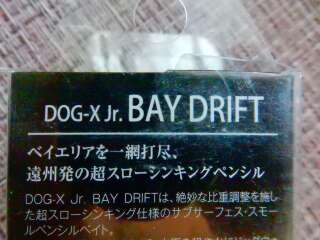 DOG-X Jr. BAY DRIFT
ベイエリアを一網打尽、
遠州発の超スローシンキングペンシル
DOG-X Jr. BAY DRIFTは、絶妙な比重調整を施し
た超スローシンキング仕様のサブサーフェス・スモー
ルペンシルベイト。